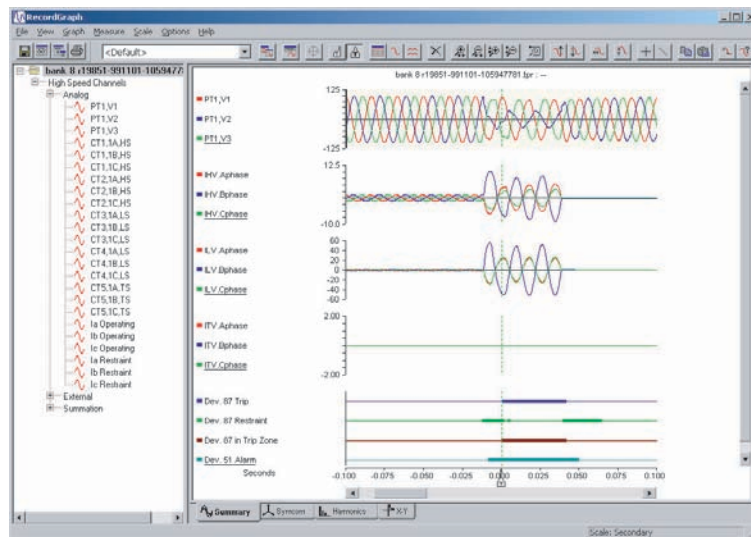 RecordGraph
File View Graph Measure Scale Options Help
<Default>
bank 8 r19851-991101-10594778
High Speed Channels
Analog
PT1,V1
PT1,V2
PT1,V3
CT1,1A,HS
CT1,1B,HS
CT1,1C,HS
CT2,1A,HS
CT2,1B,HS
CT2,1C,HS
CT3,1A,LS
CT3,1B,LS
CT3,1C,LS
CT4,1A,LS
CT4,1B,LS
CT4,1C,LS
CT5,1A,TS
CT5,1B,TS
CT5,1C,TS
Ia Operating
Ib Operating
Ic Operating
Ia Restraint
Ib Restraint
Ic Restraint
External
Summation
bank 8 r19851-991101-105947781.tpr : --
125
PT1,V1
PT1,V2
PT1,V3
-125
12.5
IHV.Aphase
IHV.Bphase
IHV.Cphase
-10.0
60
40
20
0
-20
-40
-60
ILV.Aphase
ILV.Bphase
ILV.Cphase
2.00
ITV.Aphase
ITV.Bphase
ITV.Cphase
-2.00
Dev. 87 Trip
Dev. 87 Restraint
Dev. 87 in Trip Zone
Dev. 51 Alarm
Seconds
-0.100 -0.075 -0.050 -0.025 0.000 0.025 0.050 0.075 0.100
Summary Symcom Harmonics X-Y
Scale: Secondary